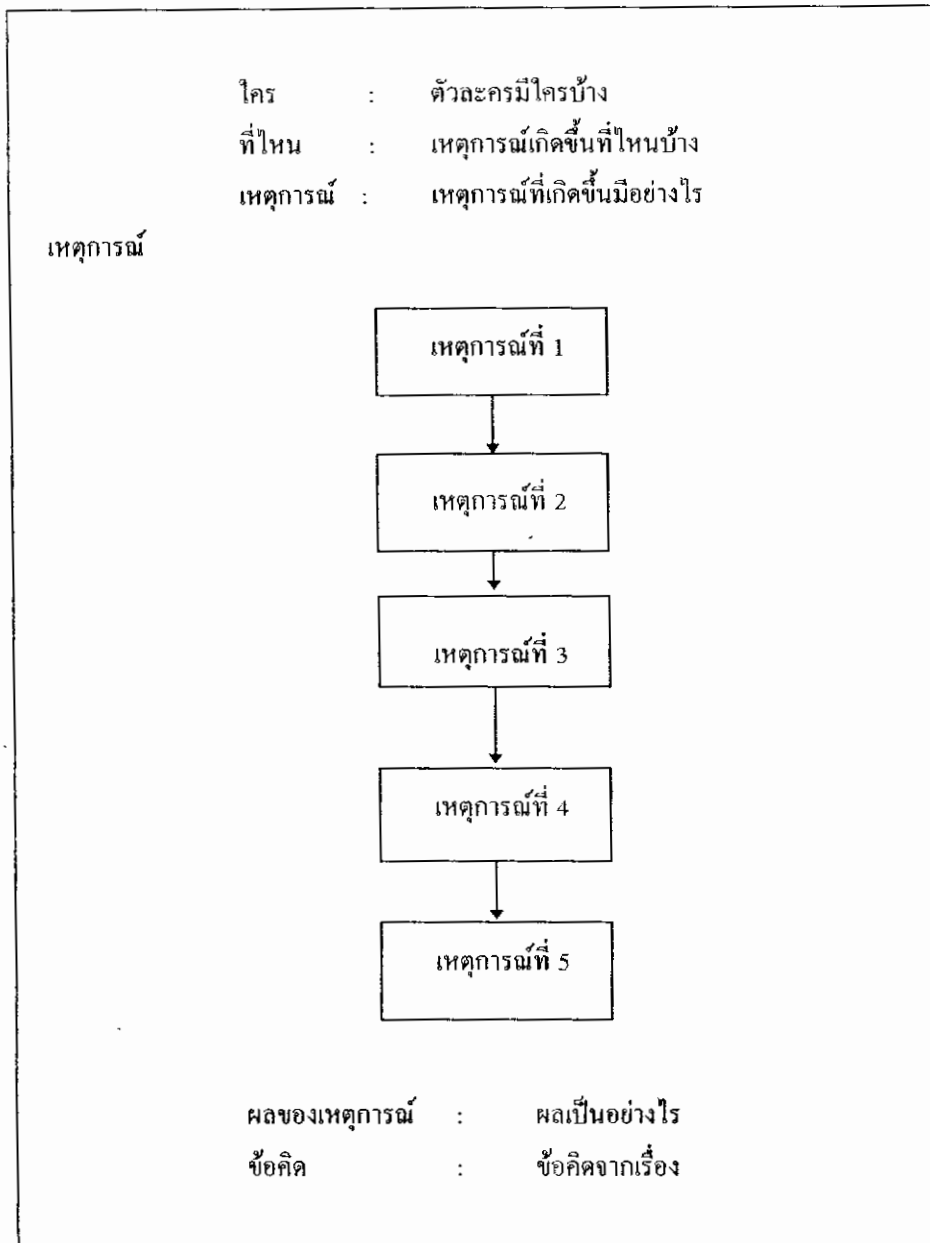 ใคร : ตัวละครมีใครบ้าง
ที่ไหน : เหตุการณ์เกิดขึ้นที่ไหนบ้าง
เหตุการณ์ : เหตุการณ์ที่เกิดขึ้นมีอย่างไร
เหตุการณ์
เหตุการณ์ที่ 1
เหตุการณ์ที่ 2
เหตุการณ์ที่ 3
เหตุการณ์ที่ 4
เหตุการณ์ที่ 5
ผลของเหตุการณ์ : ผลเป็นอย่างไร
ข้อคิด : ข้อคิดจากเรื่อง